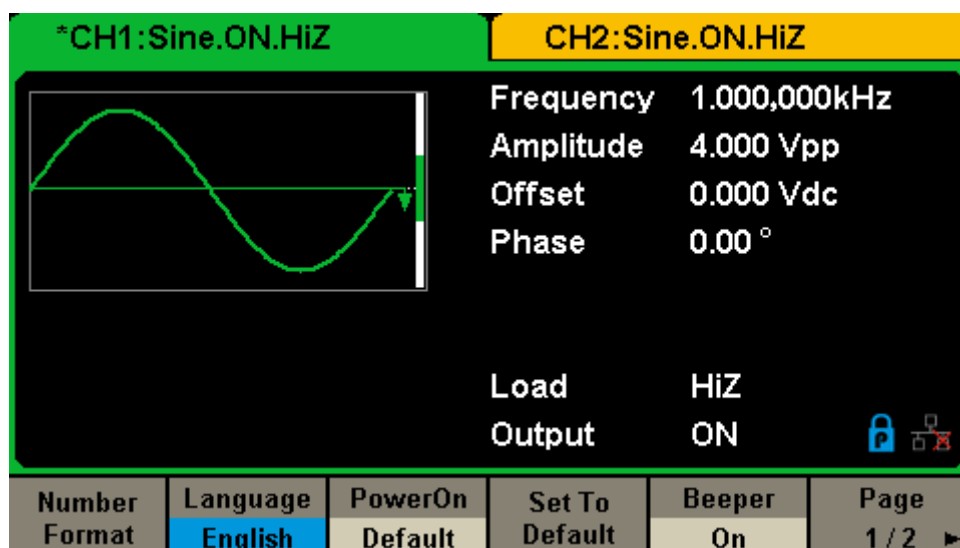 *CH1:Sine.ON.HiZ
CH2:Sine.ON.HiZ
Frequency 1.000,000kHz
Amplitude 4.000 Vpp
Offset 0.000 Vdc
Phase 0.00 °
Load HiZ
Output ON
P
Number Format
Language English
PowerOn Default
Set To Default
Beeper On
Page 1/2 ►